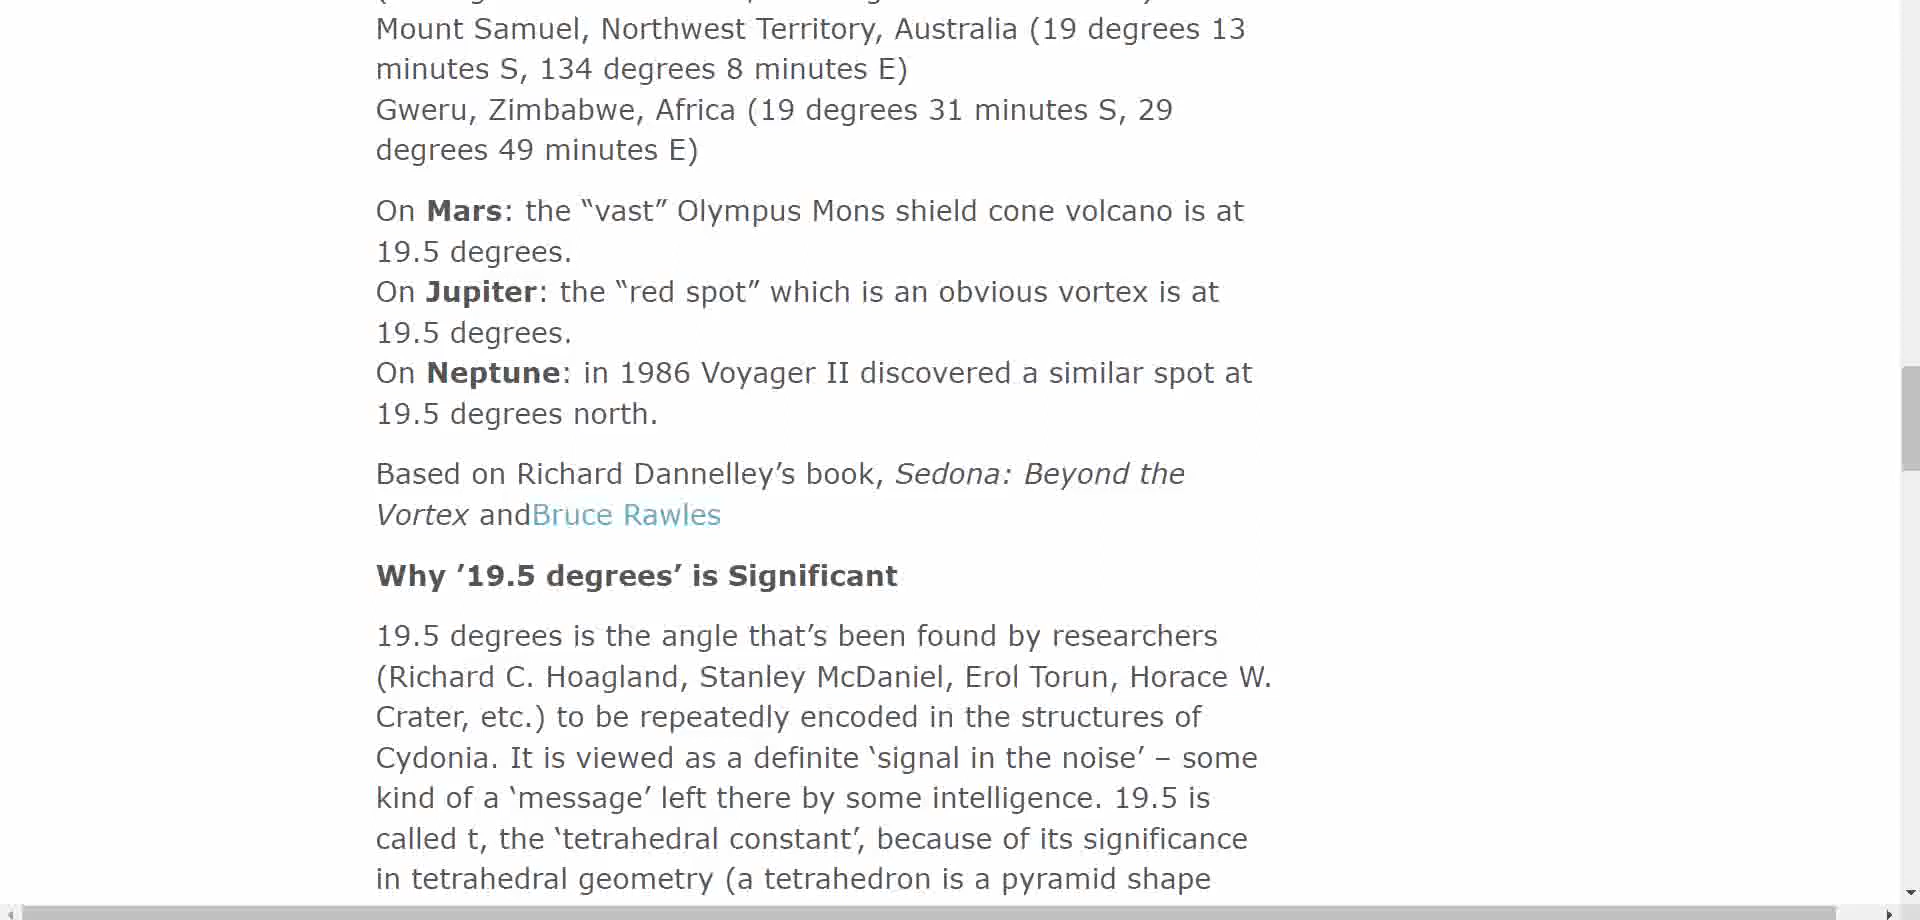 Mount Samuel, Northwest Territory, Australia (19 degrees 13
minutes S, 134 degrees 8 minutes E)
Gweru, Zimbabwe, Africa (19 degrees 31 minutes S, 29
degrees 49 minutes E)
On Mars: the “vast” Olympus Mons shield cone volcano is at
19.5 degrees.
On Jupiter: the “red spot” which is an obvious vortex is at
19.5 degrees.
On Neptune: in 1986 Voyager II discovered a similar spot at
19.5 degrees north.
Based on Richard Dannelley’s book, Sedona: Beyond the
Vortex andBruce Rawles
Why ’19.5 degrees’ is Significant
19.5 degrees is the angle that’s been found by researchers
(Richard C. Hoagland, Stanley McDaniel, Erol Torun, Horace W.
Crater, etc.) to be repeatedly encoded in the structures of
Cydonia. It is viewed as a definite ‘signal in the noise’ – some
kind of a ‘message’ left there by some intelligence. 19.5 is
called t, the ‘tetrahedral constant’, because of its significance
in tetrahedral geometry (a tetrahedron is a pyramid shape